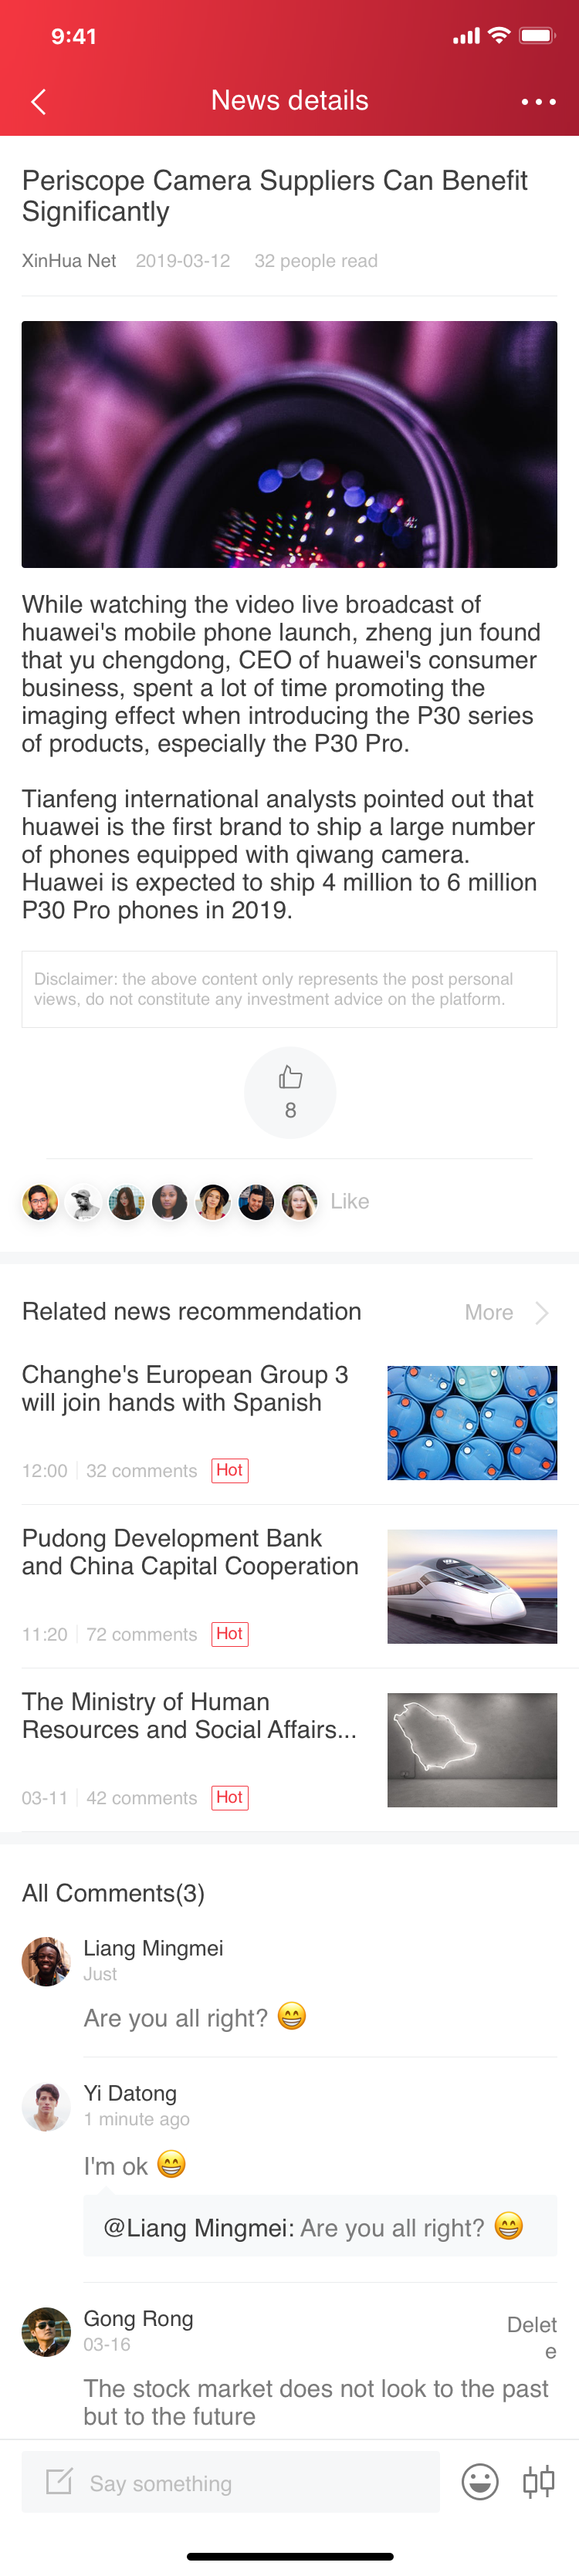 9:41
News details
Periscope Camera Suppliers Can Benefit
Significantly
XinHua Net 2019-03-12 32 people read
While watching the video live broadcast of
huawei's mobile phone launch, zheng jun found
that yu chengdong, CEO of huawei's consumer
business, spent a lot of time promoting the
imaging effect when introducing the P30 series
of products, especially the P30 Pro.
Tianfeng international analysts pointed out that
huawei is the first brand to ship a large number
of phones equipped with qiwang camera.
Huawei is expected to ship 4 million to 6 million
P30 Pro phones in 2019.
Disclaimer: the above content only represents the post personal
views, do not constitute any investment advice on the platform.
8
Like
Related news recommendation More
Changhe's European Group 3
will join hands with Spanish
12:00 32 comments Hot
Pudong Development Bank
and China Capital Cooperation
11:20 72 comments Hot
The Ministry of Human
Resources and Social Affairs...
03-11 42 comments Hot
All Comments(3)
Liang Mingmei
Just
Are you all right? 😁
Yi Datong
1 minute ago
I'm ok 😁
@Liang Mingmei: Are you all right? 😁
Gong Rong
Delet
e
03-16
The stock market does not look to the past
but to the future
Say something